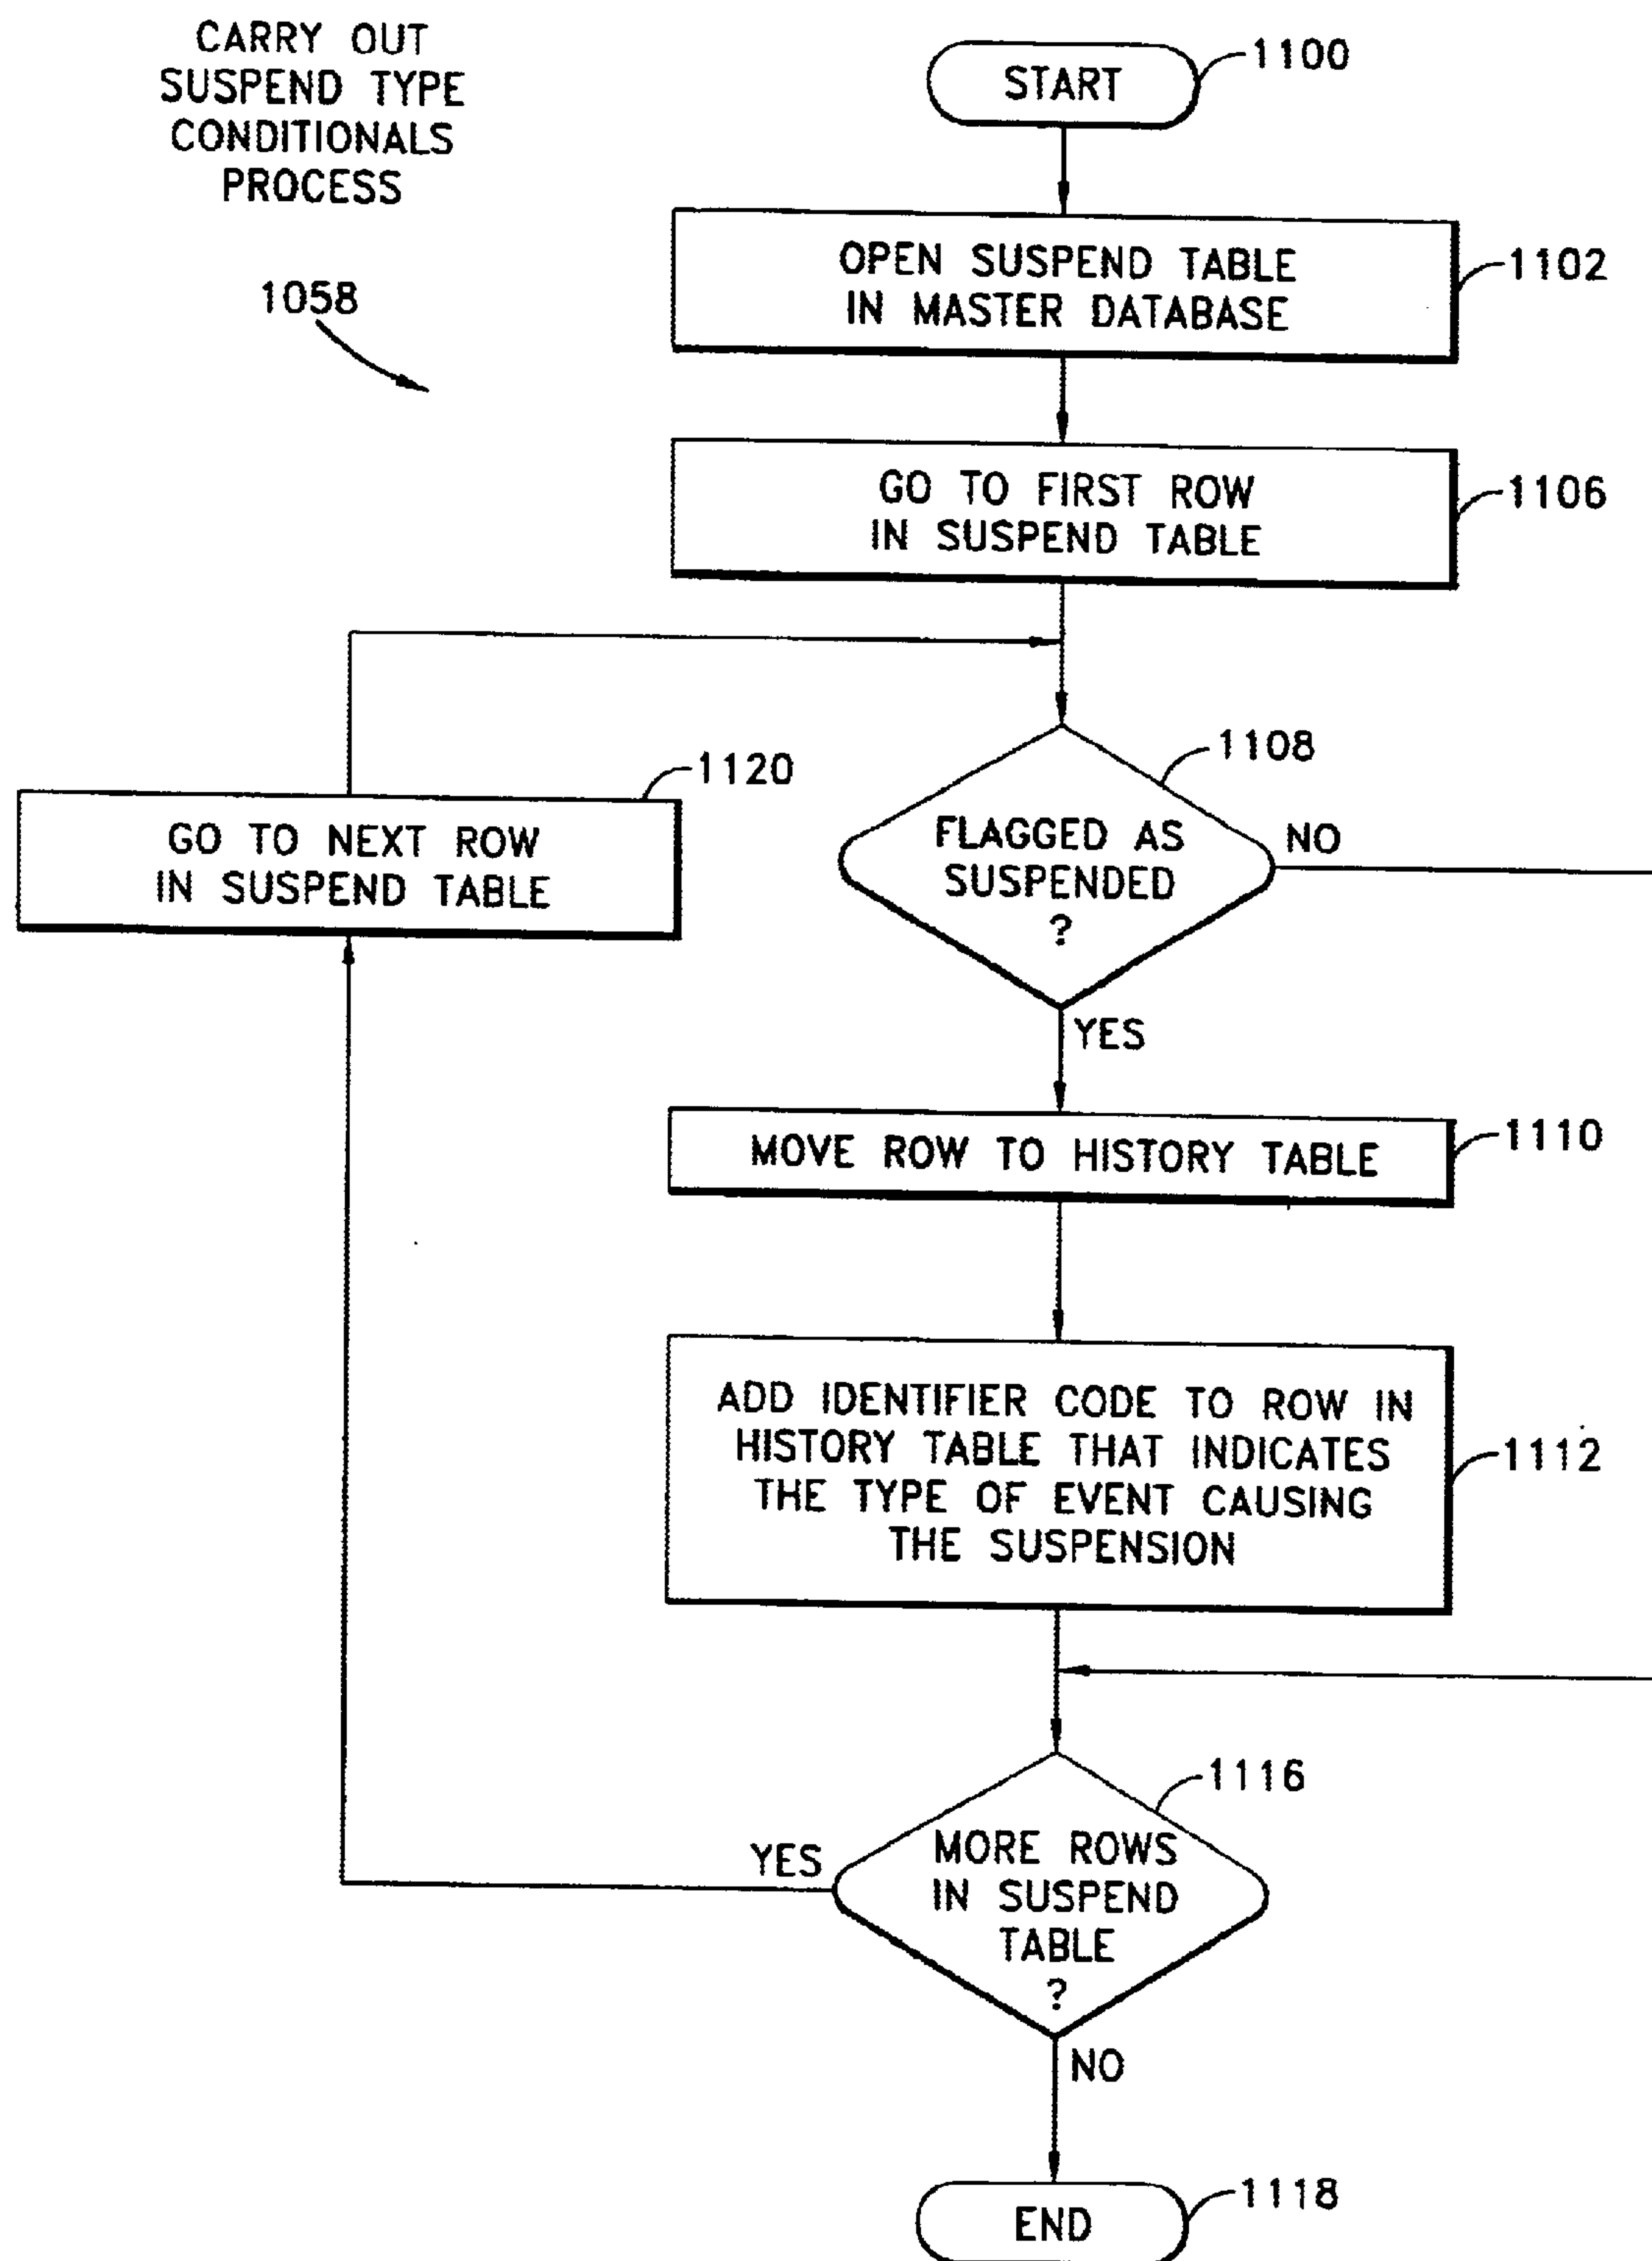 CARRY OUT
SUSPEND TYPE
CONDITIONALS
PROCESS
1058
START
1100
OPEN SUSPEND TABLE
IN MASTER DATABASE
1102
GO TO FIRST ROW
IN SUSPEND TABLE
1106
GO TO NEXT ROW
IN SUSPEND TABLE
1120
FLAGGED AS
SUSPENDED
?
1108
NO
YES
MOVE ROW TO HISTORY TABLE
1110
ADD IDENTIFIER CODE TO ROW IN
HISTORY TABLE THAT INDICATES
THE TYPE OF EVENT CAUSING
THE SUSPENSION
1112
MORE ROWS
IN SUSPEND
TABLE
?
1116
YES
NO
END
1118